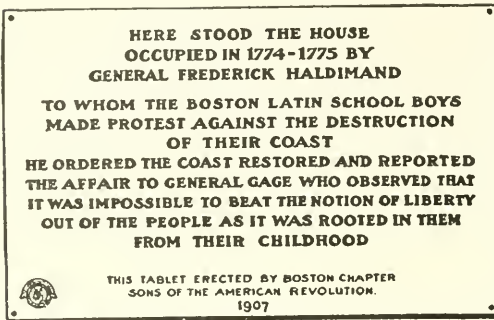 HERE STOOD THE HOUSE
OCCUPIED IN 1774-1775 BY
GENERAL FREDERICK HALDIMAND
TO WHOM THE BOSTON LATIN SCHOOL BOYS
MADE PROTEST AGAINST THE DESTRUCTION
OF THEIR COAST
HE ORDERED THE COAST RESTORED AND REPORTED
THE AFFAIR TO GENERAL GAGE WHO OBSERVED THAT
IT WAS IMPOSSIBLE TO BEAT THE NOTION OF LIBERTY
OUT OF THE PEOPLE AS IT WAS ROOTED IN THEM
FROM THEIR CHILDHOOD
THIS TABLET ERECTED BY BOSTON CHAPTER
SONS OF THE AMERICAN REVOLUTION.
1907